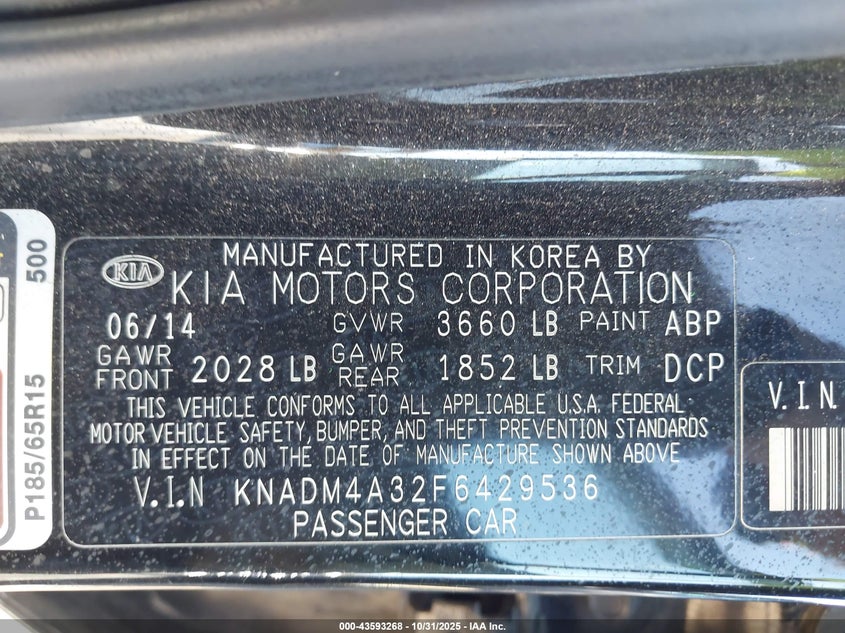 P185/65R15 500
MANUFACTURED IN KOREA BY
KIA
KIA MOTORS CORPORATION
06/14 GVWR 3660 LB PAINT ABP
GAWR FRONT 2028 LB GAWR REAR 1852 LB TRIM DCP
THIS VEHICLE CONFORMS TO ALL APPLICABLE U.S.A. FEDERAL
MOTOR VEHICLE SAFETY, BUMPER, AND THEFT PREVENTION STANDARDS
IN EFFECT ON THE DATE OF MANUFACTURE SHOWN ABOVE
V.I.N KNADM4A32F6429536
PASSENGER CAR
V.I.N.
000-43593268 - 10/31/2025 - IAA Inc.